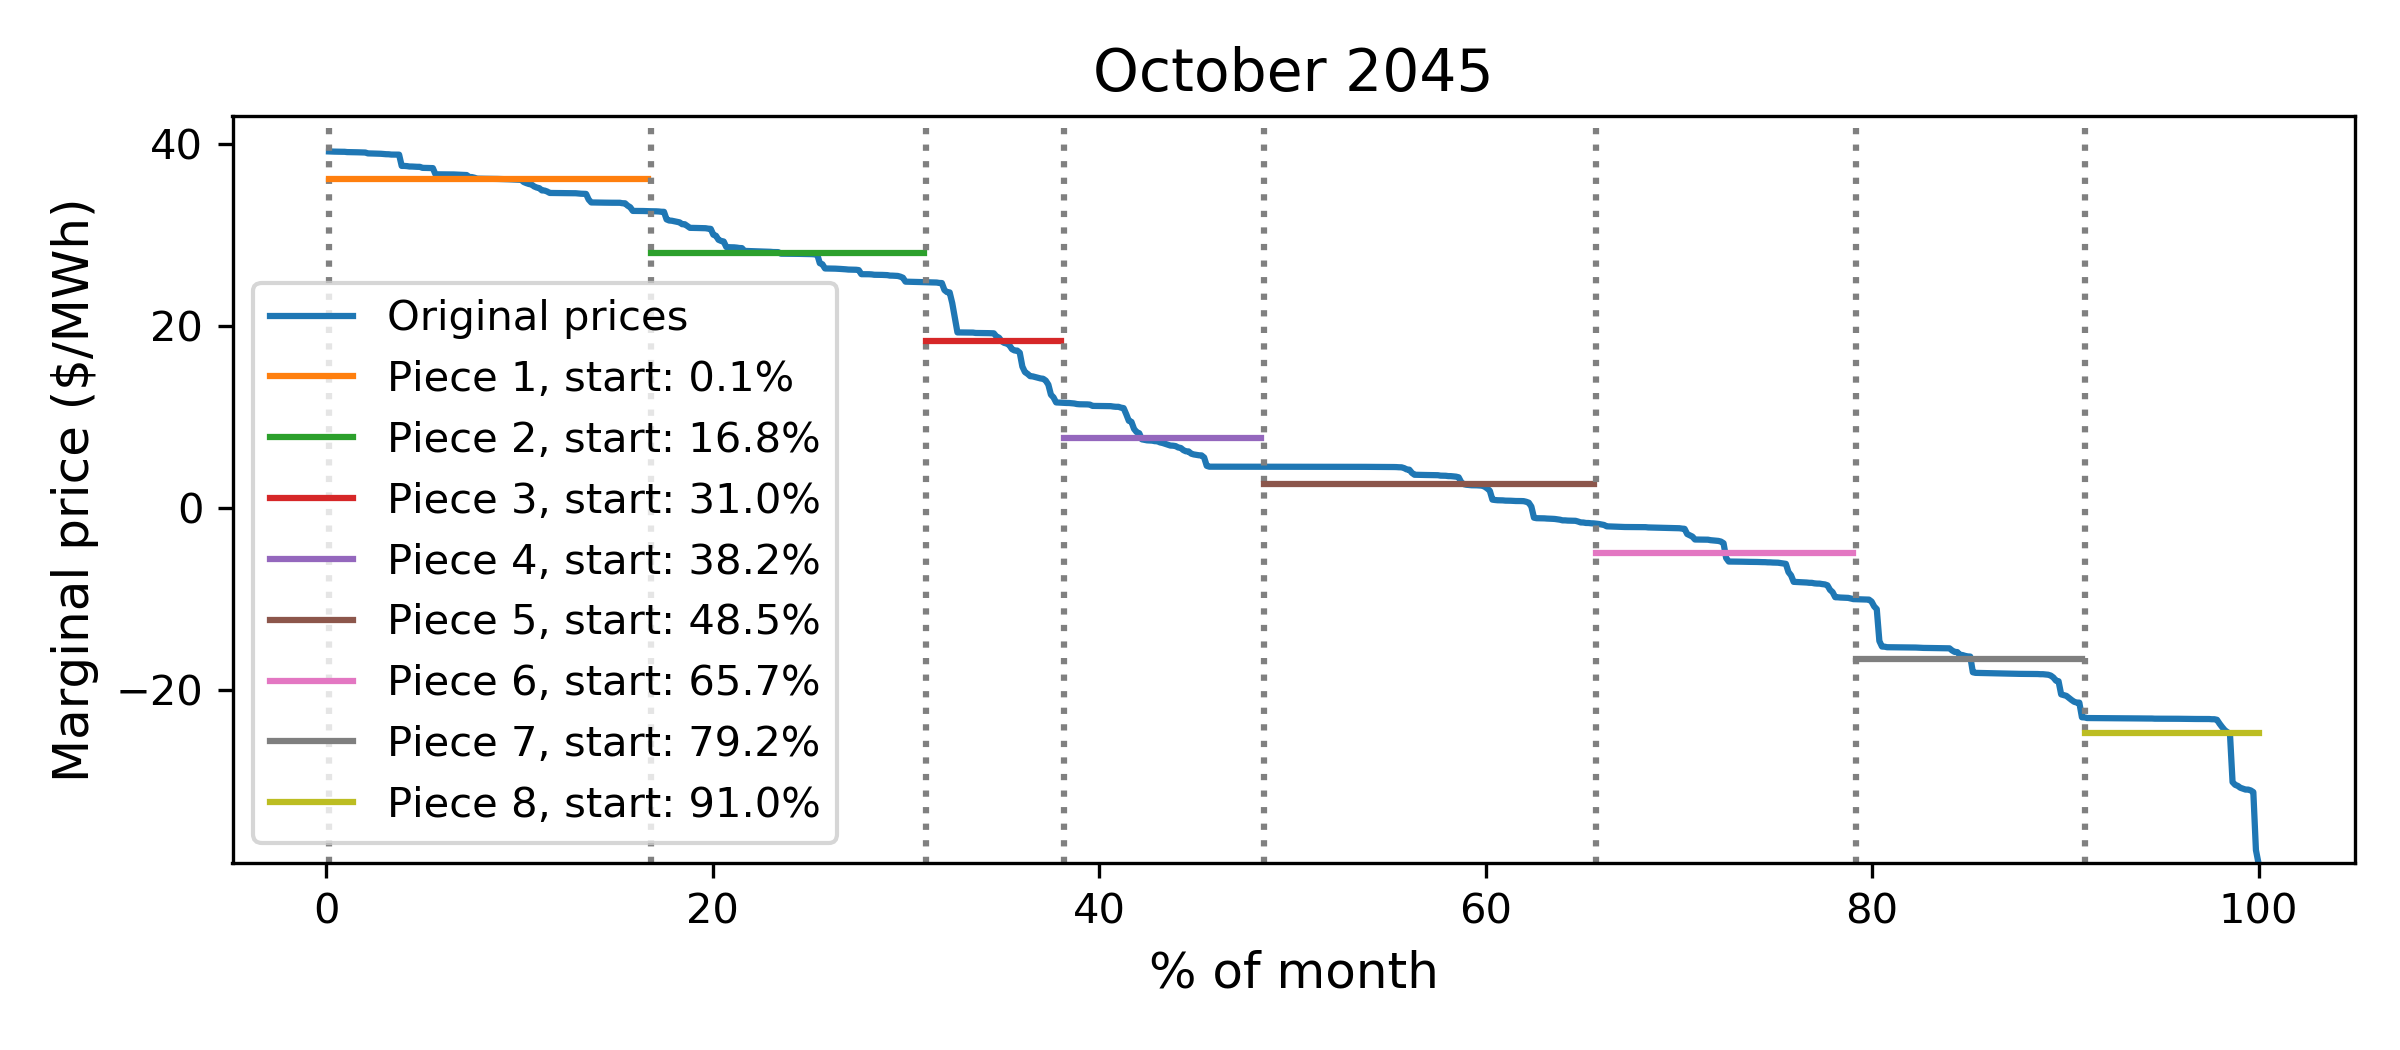 October 2045
Marginal price ($/MWh)
40
20
0
−20
Original prices
Piece 1, start: 0.1%
Piece 2, start: 16.8%
Piece 3, start: 31.0%
Piece 4, start: 38.2%
Piece 5, start: 48.5%
Piece 6, start: 65.7%
Piece 7, start: 79.2%
Piece 8, start: 91.0%
0 20 40 60 80 100
% of month